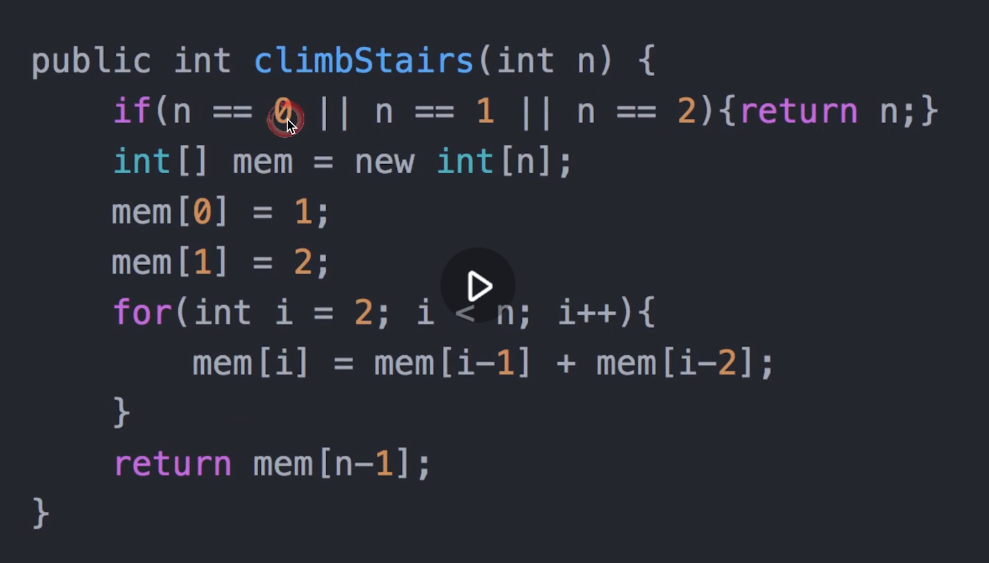 public int climbStairs(int n) {
    if(n == 0 || n == 1 || n == 2){return n;}
    int[] mem = new int[n];
    mem[0] = 1;
    mem[1] = 2;
    for(int i = 2; i < n; i++){
        mem[i] = mem[i-1] + mem[i-2];
    }
    return mem[n-1];
}